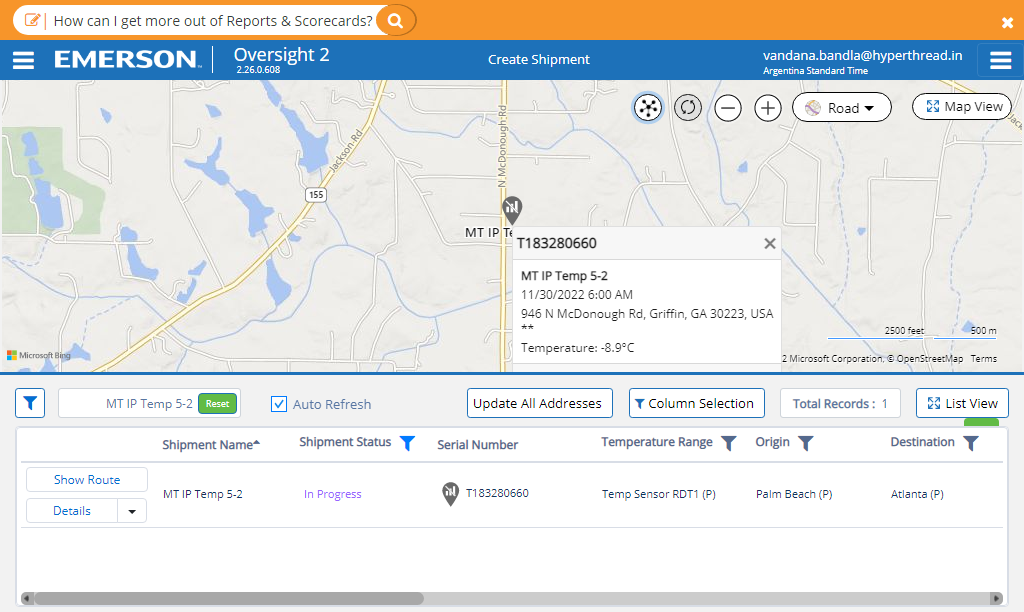 How can I get more out of Reports & Scorecards?
EMERSON
Oversight 2
2.26.0.608
Create Shipment
vandana.bandla@hyperthread.in
Argentina Standard Time
Road
Map View
Jackson Rd
N McDonough Rd
155
MT IP Te
T183280660
MT IP Temp 5-2
11/30/2022 6:00 AM
946 N McDonough Rd, Griffin, GA 30223, USA
**
Temperature: -8.9°C
2500 feet
500 m
Microsoft Bing
2 Microsoft Corporation, © OpenStreetMap Terms
MT IP Temp 5-2
Reset
Auto Refresh
Update All Addresses
Column Selection
Total Records : 1
List View
Shipment Name
Shipment Status
Serial Number
Temperature Range
Origin
Destination
Show Route
Details
MT IP Temp 5-2
In Progress
T183280660
Temp Sensor RDT1 (P)
Palm Beach (P)
Atlanta (P)